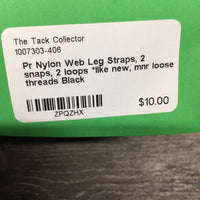 The Tack Collector
1007303-406
Pr Nylon Web Leg Straps, 2
snaps, 2 loops *like new, mnr loose
threads Black
$10.00
ZPQZHX